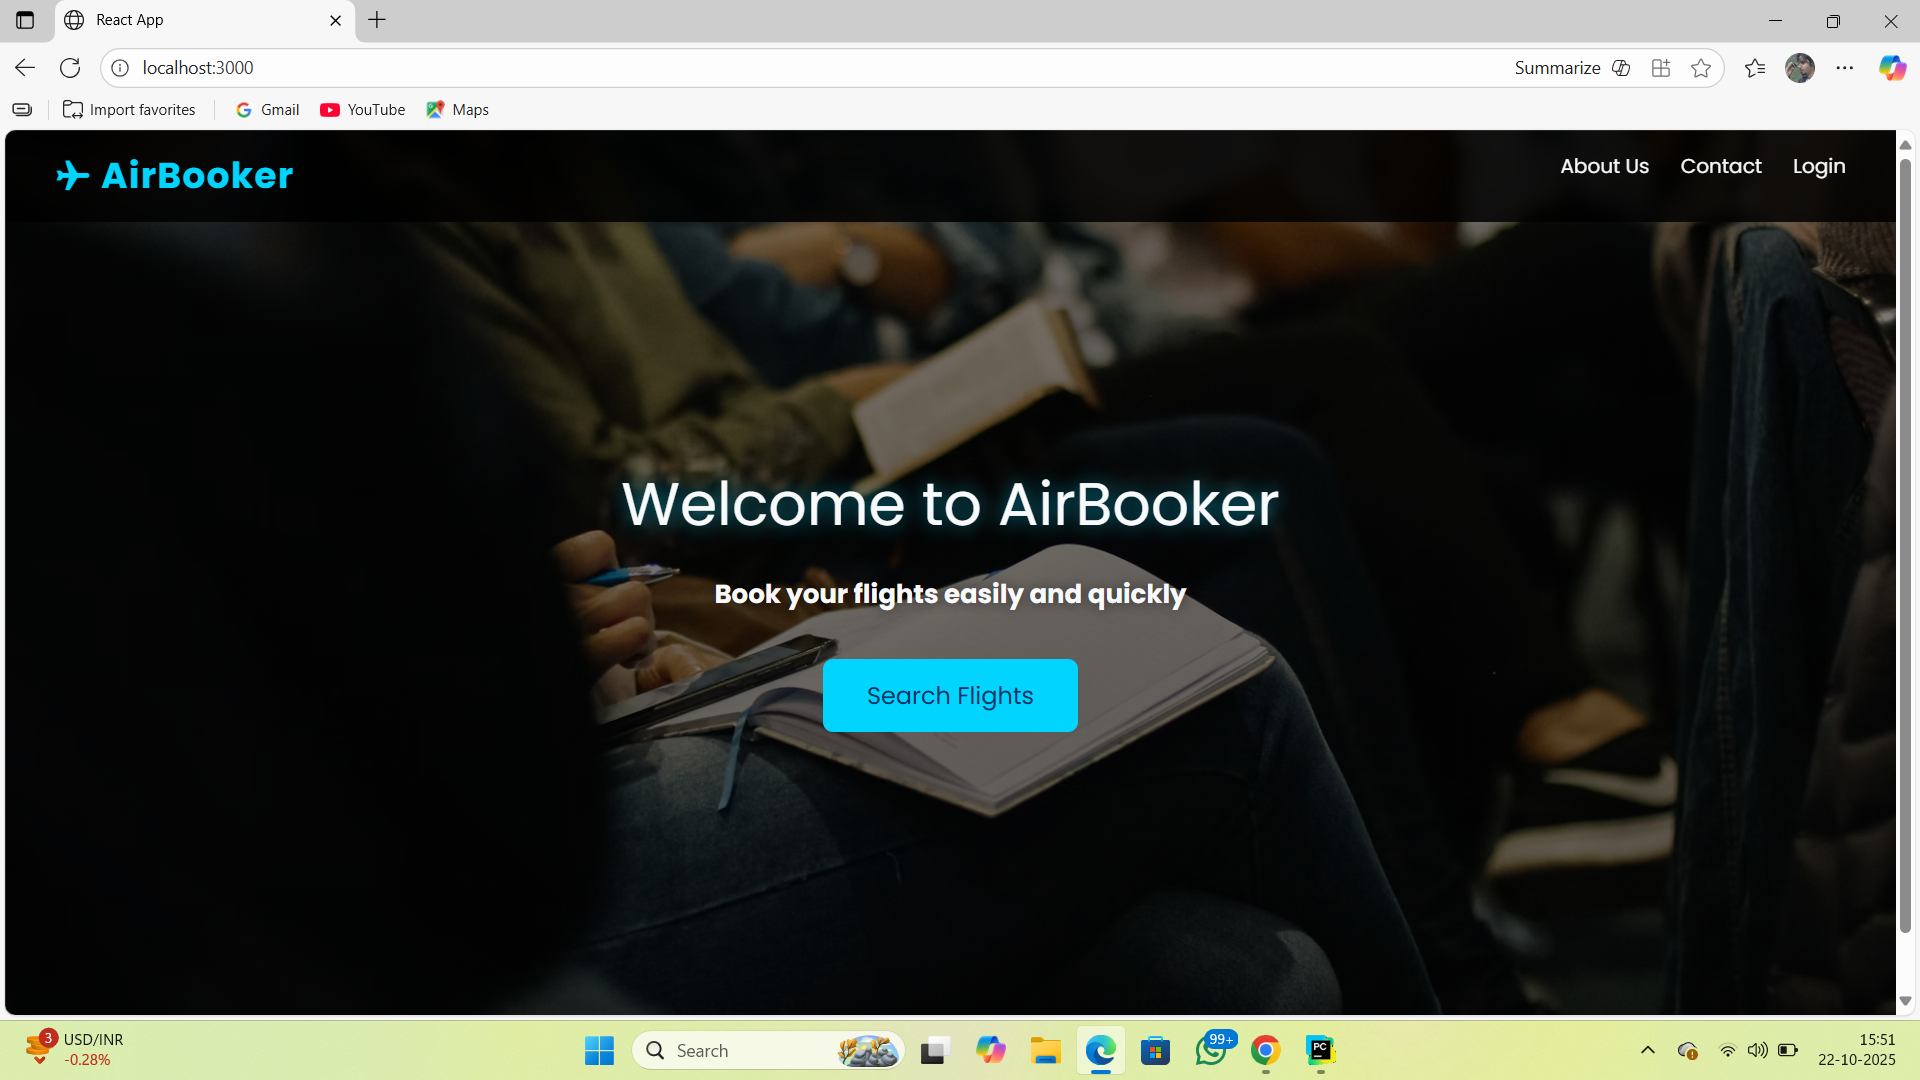 React App
localhost:3000
Summarize
Import favorites
Gmail
YouTube
Maps
AirBooker
About Us
Contact
Login
Welcome to AirBooker
Book your flights easily and quickly
Search Flights
3
USD/INR
-0.28%
Search
99+
PC
15:51
22-10-2025